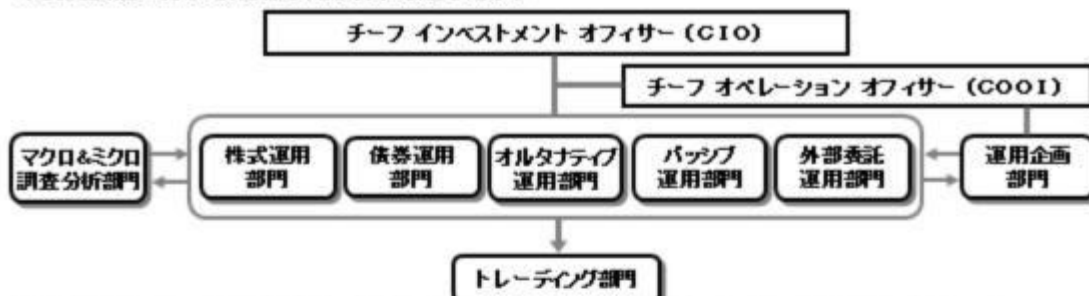 チーフ インベストメント オフィサー (CIO)
チーフ オペレーション オフィサー (COOI)
マクロ&ミクロ
調査分析部門
株式運用
部門
債券運用
部門
オルタナティブ
運用部門
パッシブ
運用部門
外部委託
運用部門
運用企画
部門
トレーディング部門